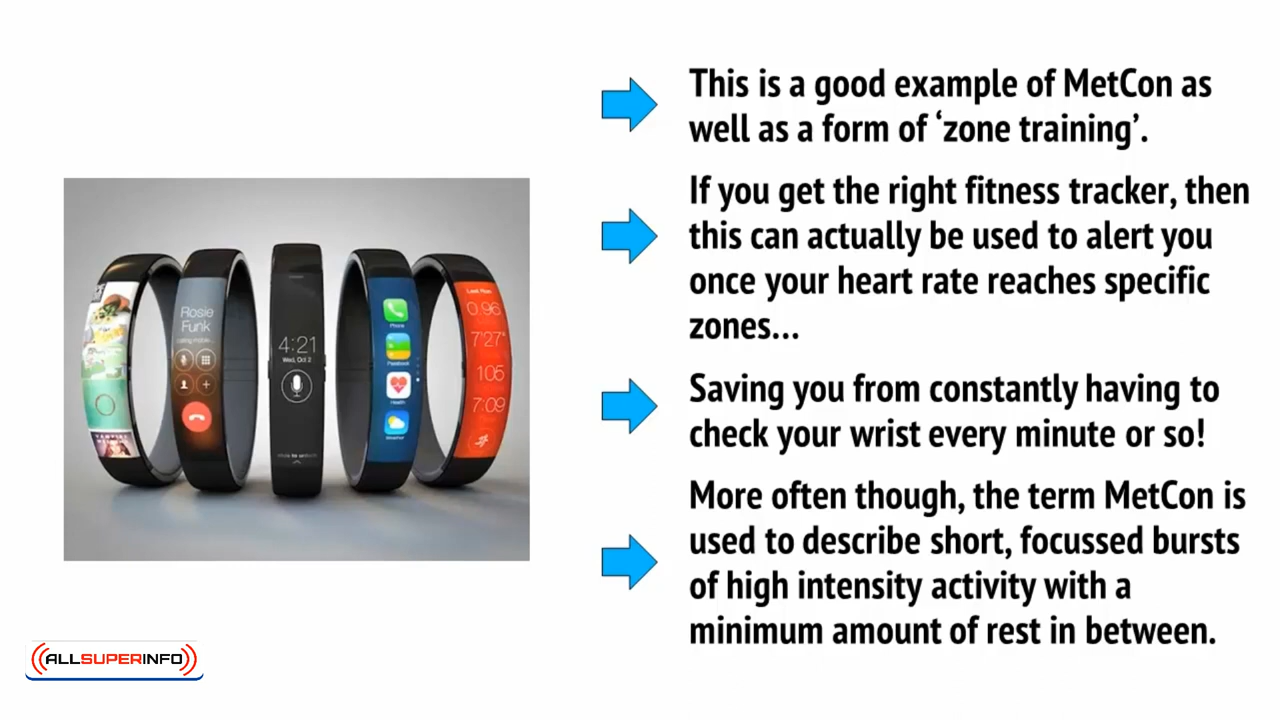 This is a good example of MetCon as
well as a form of ‘zone training’.
If you get the right fitness tracker, then
this can actually be used to alert you
once your heart rate reaches specific
zones...
Saving you from constantly having to
check your wrist every minute or so!
More often though, the term MetCon is
used to describe short, focussed bursts
of high intensity activity with a
minimum amount of rest in between.
Rosie
Funk
4:21
Wed, Oct 2
Phone
Passbook
Health
Weather
Last Run
0.96
7'27"
105
7:09
ALLSUPERINFO